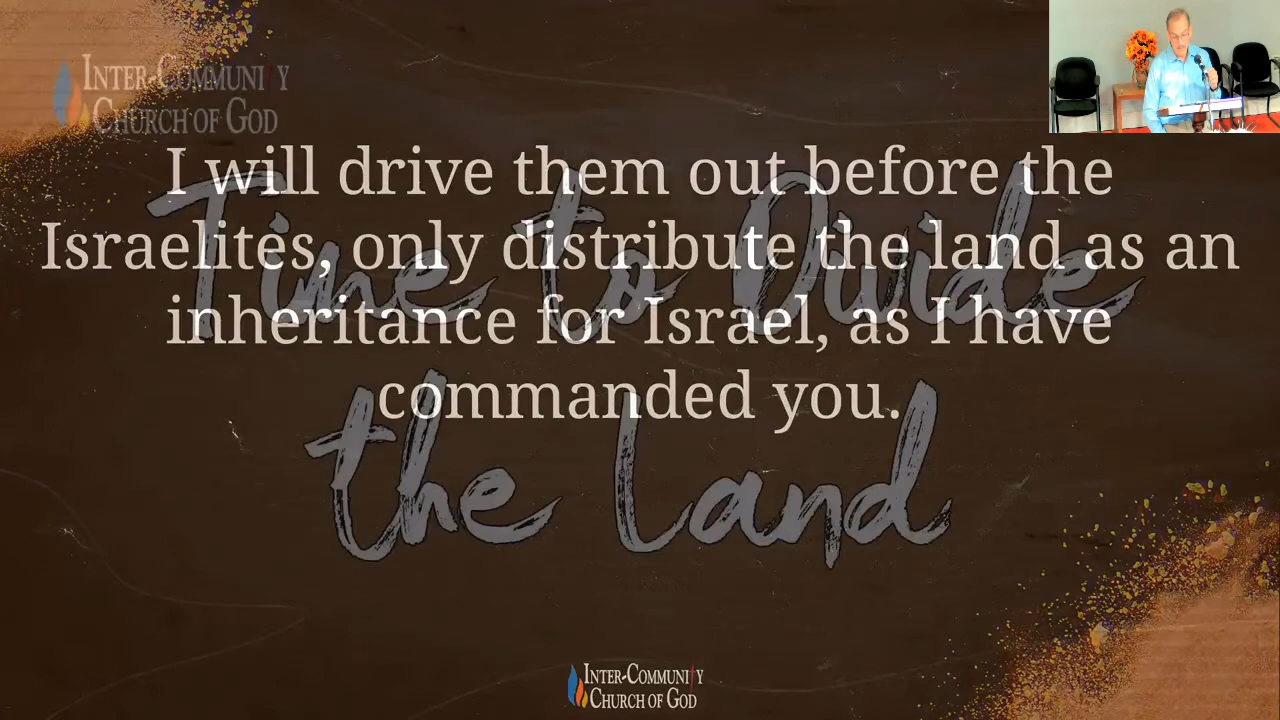 INTER-COMMUNITY
CHURCH OF GOD
I will drive them out before the
Israelites, only distribute the land as an
inheritance for Israel, as I have
commanded you.
Time to Divide
the Land
INTER-COMMUNITY
CHURCH OF GOD